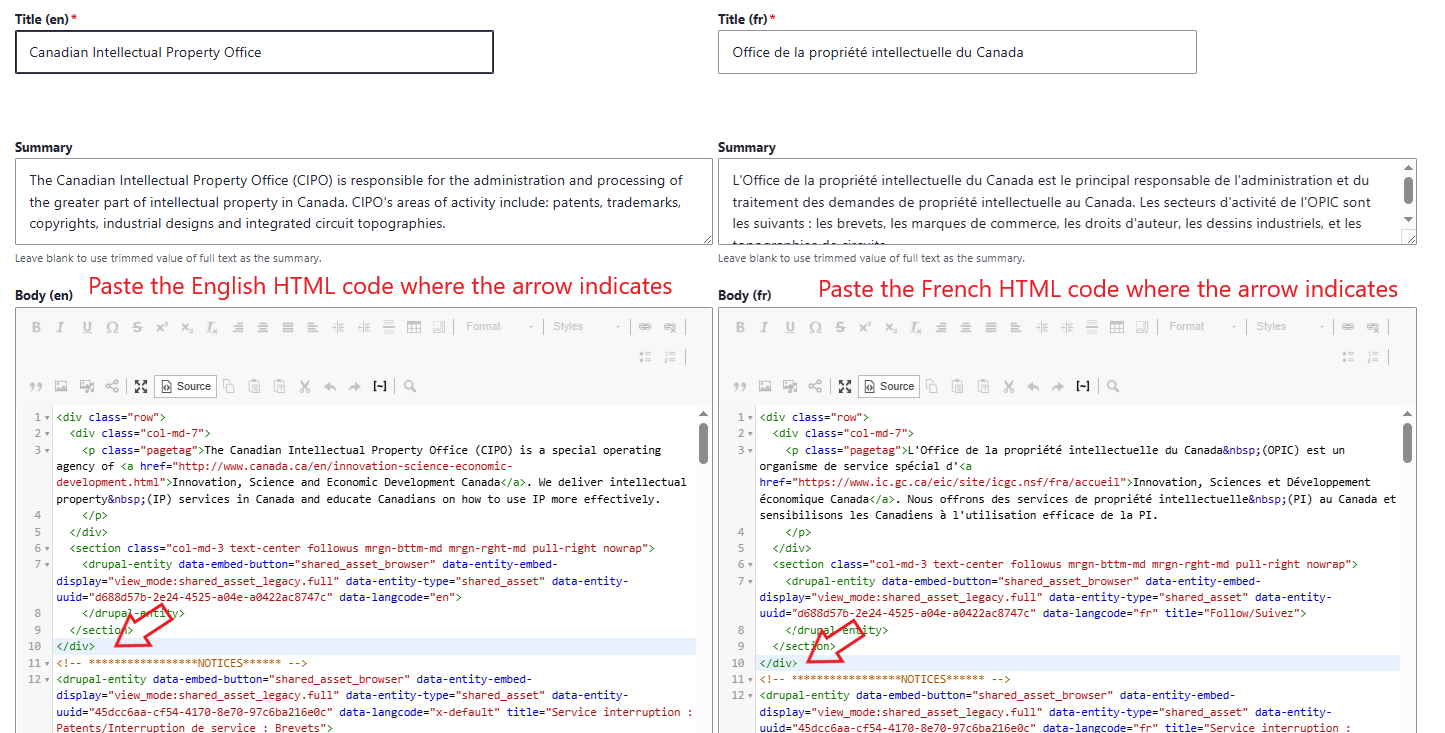 Title (en)*
Canadian Intellectual Property Office
Title (fr)*
Office de la propriété intellectuelle du Canada
Summary
The Canadian Intellectual Property Office (CIPO) is responsible for the administration and processing of
the greater part of intellectual property in Canada. CIPO's areas of activity include: patents, trademarks,
copyrights, industrial designs and integrated circuit topographies.
Leave blank to use trimmed value of full text as the summary.
Summary
L'Office de la propriété intellectuelle du Canada est le principal responsable de l'administration et du
traitement des demandes de propriété intellectuelle au Canada. Les secteurs d'activité de l'OPIC sont
les suivants : les brevets, les marques de commerce, les droits d'auteur, les dessins industriels, et les
Leave blank to use trimmed value of full text as the summary.
Body (en)
Paste the English HTML code where the arrow indicates
Format
Styles
Source
1 <div class="row">
2 <div class="col-md-7">
3 <p class="pagetag">The Canadian Intellectual Property Office (CIPO) is a special operating
agency of <a href="http://www.canada.ca/en/innovation-science-economic-
development.html">Innovation, Science and Economic Development Canada</a>. We deliver intellectual
property&nbsp;(IP) services in Canada and educate Canadians on how to use IP more effectively.
4 </p>
5 </div>
6 <section class="col-md-3 text-center followus mrgn-bttm-md mrgn-rght-md pull-right nowrap">
7 <drupal-entity data-embed-button="shared_asset_browser" data-entity-embed-
display="view_mode:shared_asset_legacy.full" data-entity-type="shared_asset" data-entity-
uuid="d688d57b-2e24-4525-a04e-a0422ac8747c" data-langcode="en">
8 </drupal-entity>
9 </section>
10 </div>
11 <!-- *****************NOTICES****** -->
12 <drupal-entity data-embed-button="shared_asset_browser" data-entity-embed-
display="view_mode:shared_asset_legacy.full" data-entity-type="shared_asset" data-entity-
uuid="45dcc6aa-cf54-4170-8e70-97c6ba216e0c" data-langcode="x-default" title="Service interruption :
Patents/Interruption de service : Brevets">
Body (fr)
Paste the French HTML code where the arrow indicates
Format
Styles
Source
1 <div class="row">
2 <div class="col-md-7">
3 <p class="pagetag">L'Office de la propriété intellectuelle du Canada&nbsp;(OPIC) est un
organisme de service spécial d'<a
href="https://www.ic.gc.ca/eic/site/icgc.nsf/fra/accueil">Innovation, Sciences et Développement
économique Canada</a>. Nous offrons des services de propriété intellectuelle&nbsp;(PI) au Canada et
sensibilisons les Canadiens à l'utilisation efficace de la PI.
4 </p>
5 </div>
6 <section class="col-md-3 text-center followus mrgn-bttm-md mrgn-rght-md pull-right nowrap">
7 <drupal-entity data-embed-button="shared_asset_browser" data-entity-embed-
display="view_mode:shared_asset_legacy.full" data-entity-type="shared_asset" data-entity-
uuid="d688d57b-2e24-4525-a04e-a0422ac8747c" data-langcode="fr" title="Follow/Suivez">
8 </drupal-entity>
9 </section>
10 </div>
11 <!-- *****************NOTICES****** -->
12 <drupal-entity data-embed-button="shared_asset_browser" data-entity-embed-
display="view_mode:shared_asset_legacy.full" data-entity-type="shared_asset" data-entity-
uuid="45dcc6aa-cf54-4170-8e70-97c6ba216e0c" data-langcode="fr" title="Service interruption :